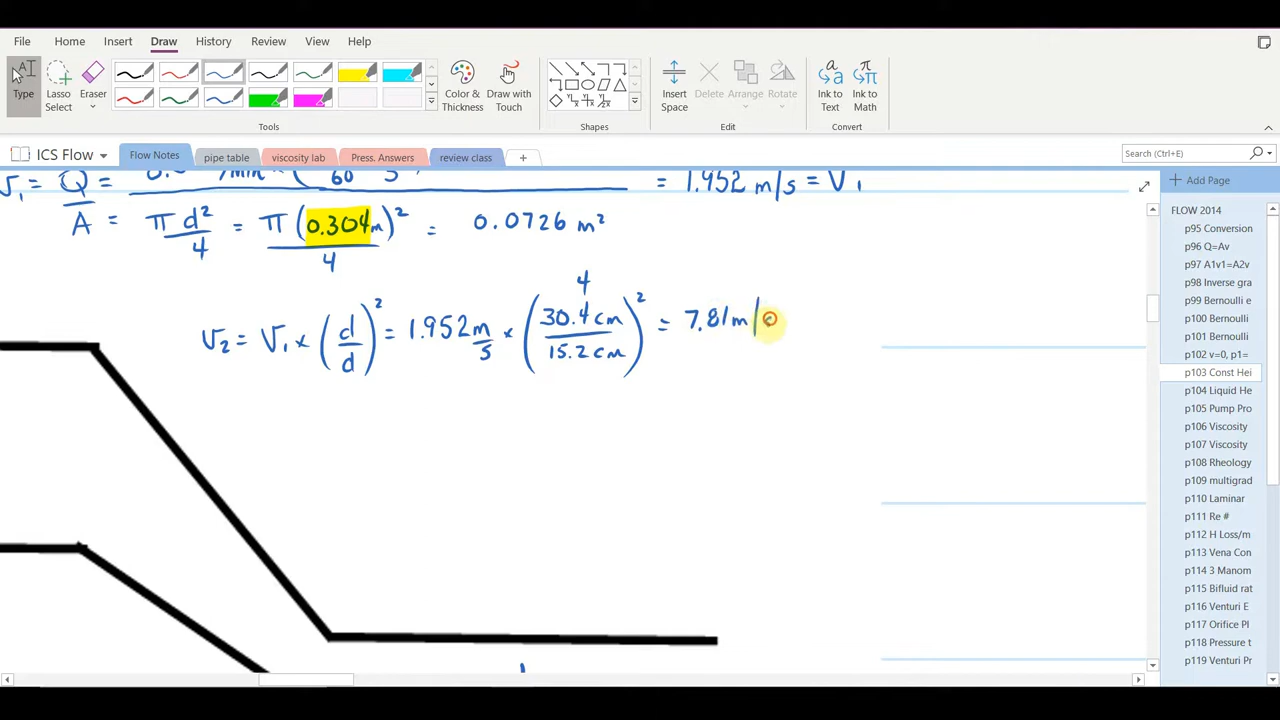 File Home Insert Draw History Review View Help
Type Lasso Select Eraser Color & Thickness Draw with Touch Insert Space Delete Arrange Rotate Ink to Text Ink to Math
Tools Shapes Edit Convert
ICS Flow Flow Notes pipe table viscosity lab Press. Answers review class Search (Ctrl+E)
Add Page
FLOW 2014
p95 Conversion
p96 Q=Av
p97 A1v1=A2v
p98 Inverse gra
p99 Bernoulli e
p100 Bernoulli
p101 Bernoulli
p102 v=0, p1=
p103 Const Hei
p104 Liquid He
p105 Pump Pro
p106 Viscosity
p107 Viscosity
p108 Rheology
p109 multigrad
p110 Laminar
p111 Re #
p112 H Loss/m
p113 Vena Con
p114 3 Manom
p115 Bifluid rat
p116 Venturi E
p117 Orifice Pl
p118 Pressure t
p119 Venturi Pr
v₁ = Q = 1.952 m/s = V₁
A = πd²/4 = π(0.304m)²/4 = 0.0726 m²
4
v₂ = v₁ × (d/d)² = 1.952 m/s × (30.4 cm/15.2 cm)² = 7.81 m/